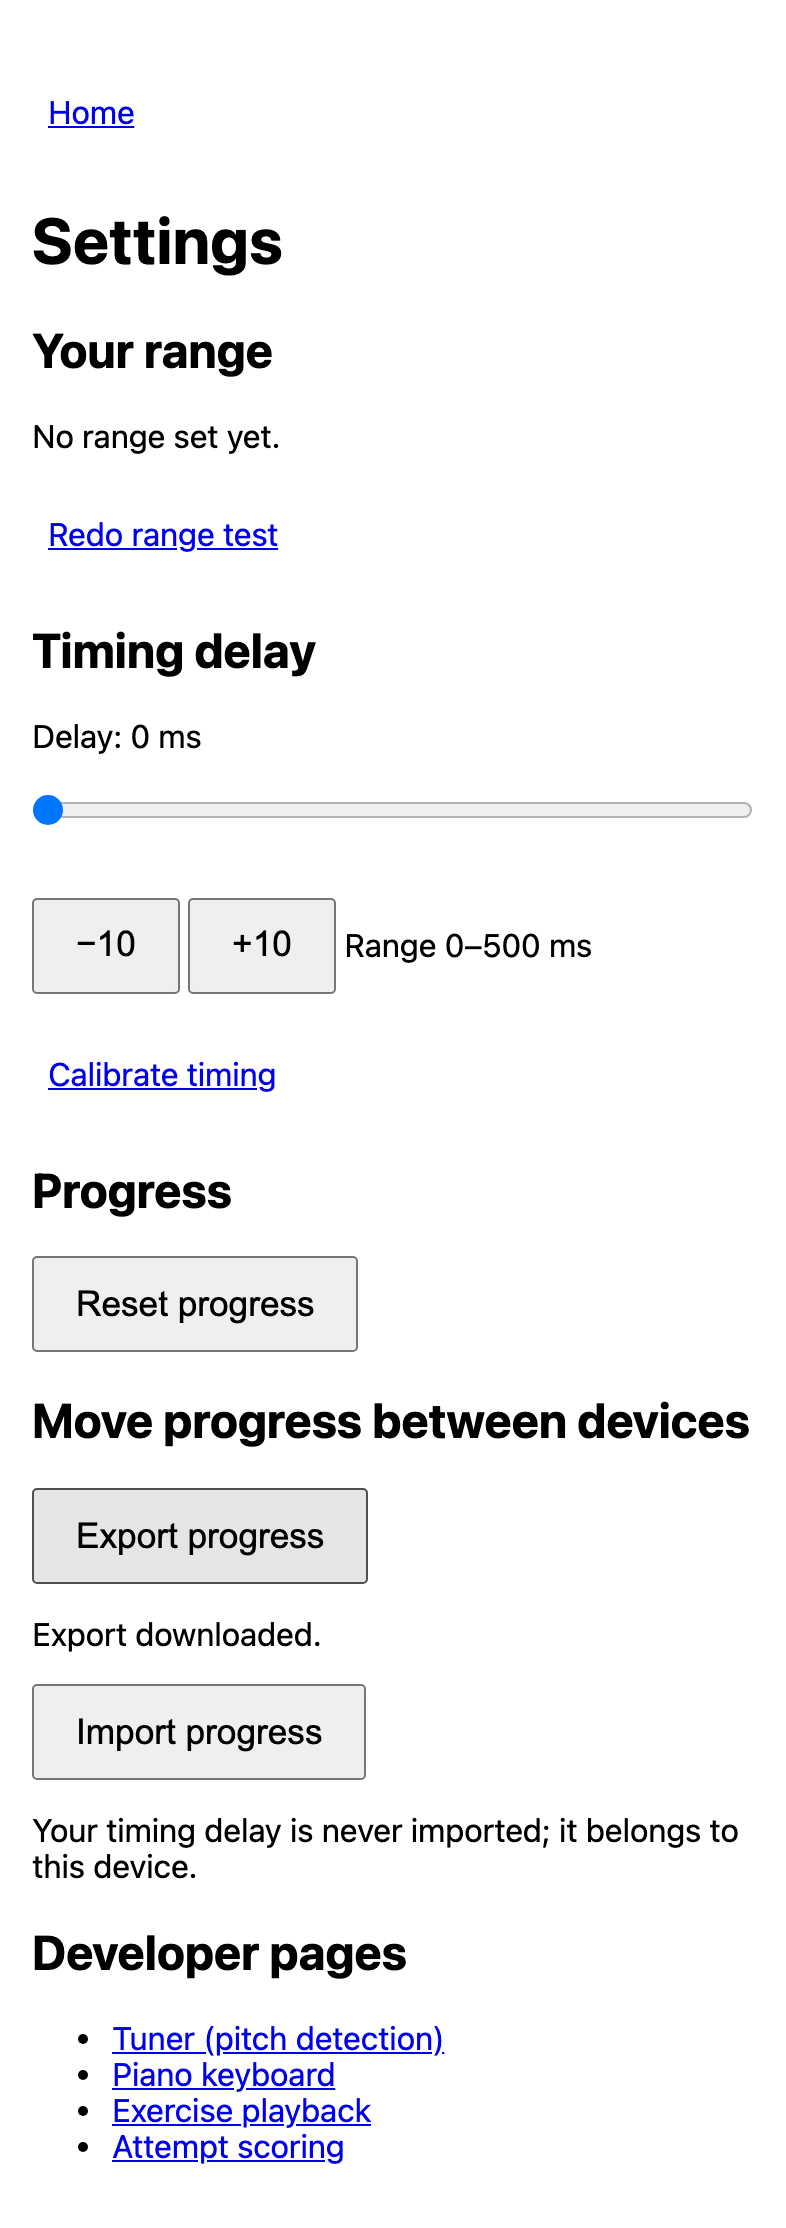 Home
Settings
Your range
No range set yet.
Redo range test
Timing delay
Delay: 0 ms
−10 +10 Range 0–500 ms
Calibrate timing
Progress
Reset progress
Move progress between devices
Export progress
Export downloaded.
Import progress
Your timing delay is never imported; it belongs to
this device.
Developer pages
• Tuner (pitch detection)
• Piano keyboard
• Exercise playback
• Attempt scoring